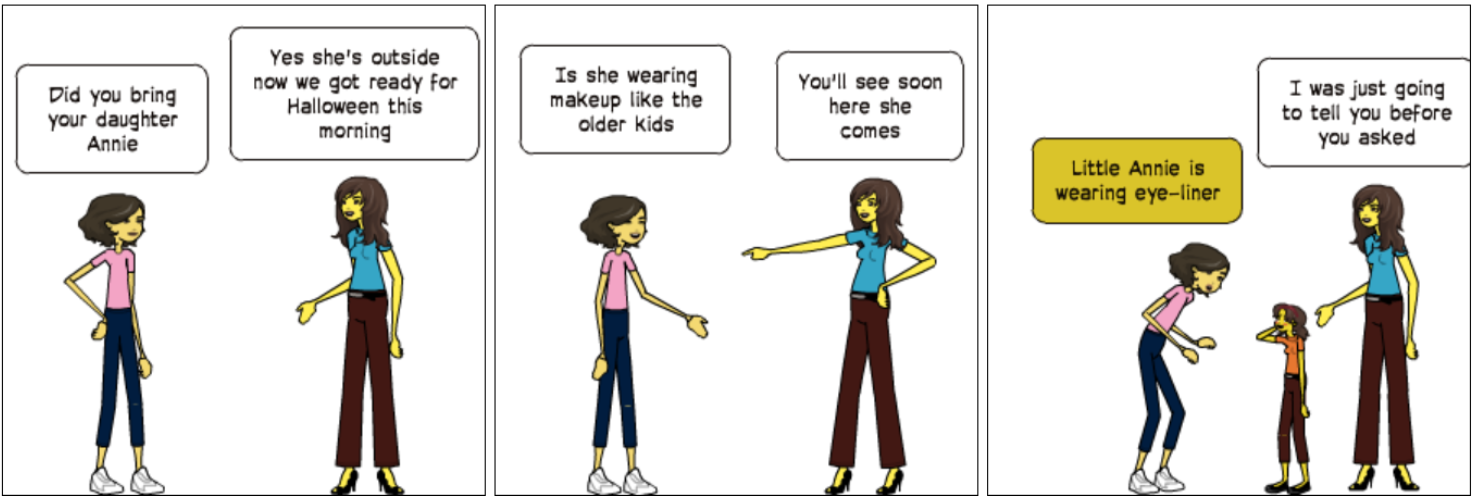 Did you bring
your daughter
Annie
Yes she's outside
now we got ready for
Halloween this
morning
Is she wearing
makeup like the
older kids
You'll see soon
here she
comes
Little Annie is
wearing eye-liner
I was just going
to tell you before
you asked